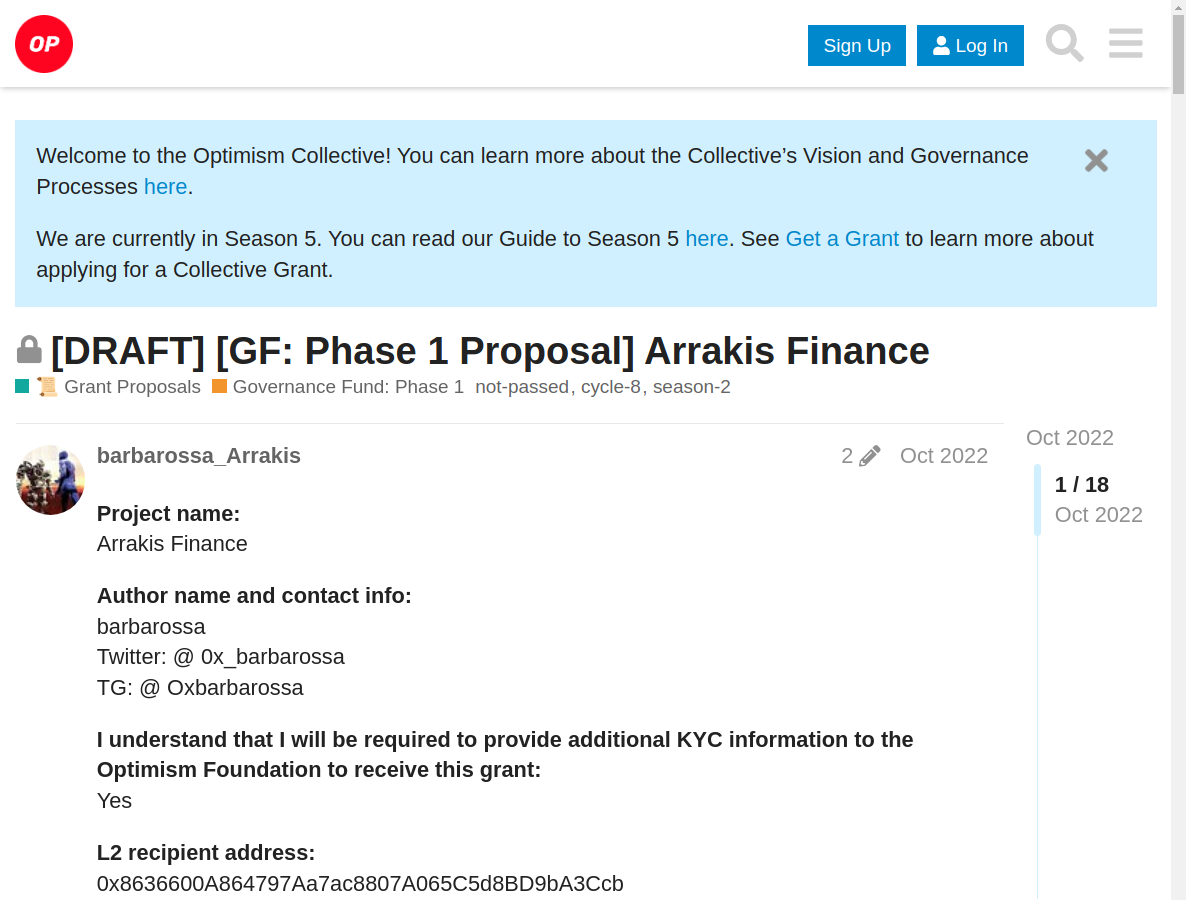 OP
Sign Up
Log In
Welcome to the Optimism Collective! You can learn more about the Collective’s Vision and Governance
Processes here.
We are currently in Season 5. You can read our Guide to Season 5 here. See Get a Grant to learn more about
applying for a Collective Grant.
[DRAFT] [GF: Phase 1 Proposal] Arrakis Finance
Grant Proposals Governance Fund: Phase 1 not-passed, cycle-8, season-2
barbarossa_Arrakis 2 Oct 2022
Oct 2022
1 / 18
Oct 2022
Project name:
Arrakis Finance
Author name and contact info:
barbarossa
Twitter: @ 0x_barbarossa
TG: @ Oxbarbarossa
I understand that I will be required to provide additional KYC information to the
Optimism Foundation to receive this grant:
Yes
L2 recipient address:
0x8636600A864797Aa7ac8807A065C5d8BD9bA3Ccb